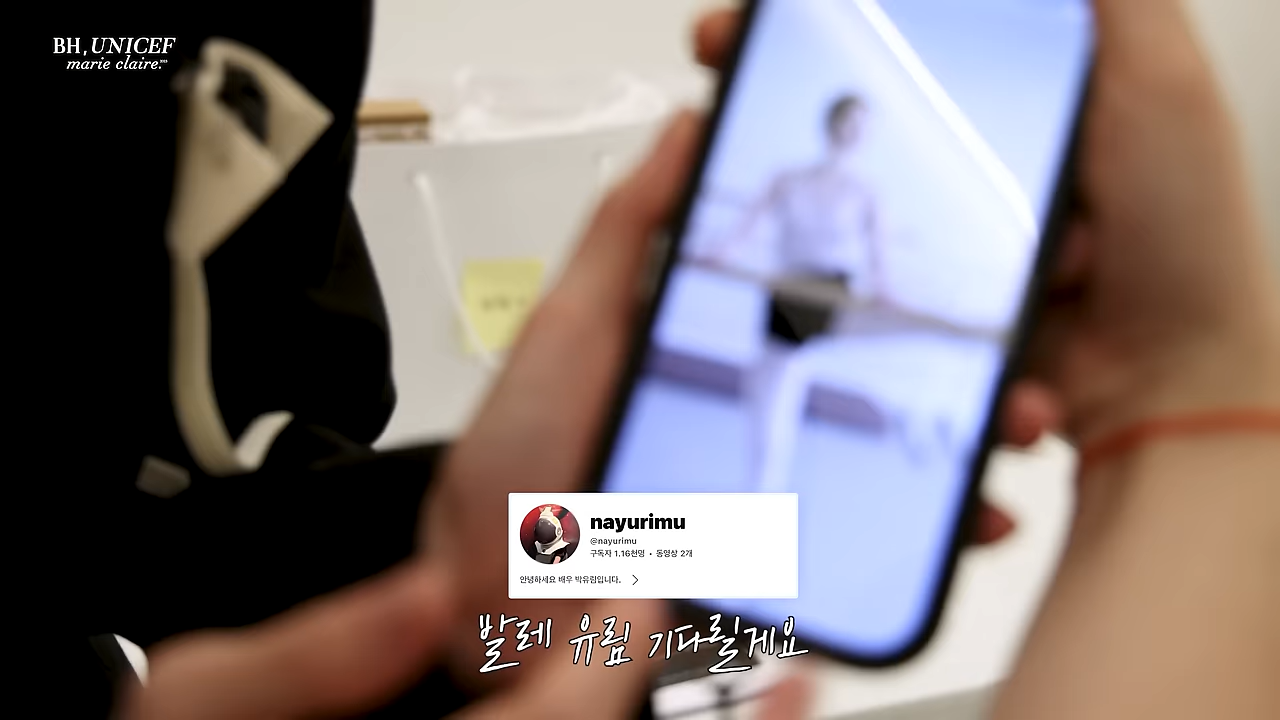 BH, UNICEF
marie claire.
nayurimu
@nayurimu
구독자 1.16천명 • 동영상 2개
안녕하세요 배우 박유림입니다.
발레 유림 기다릴게요